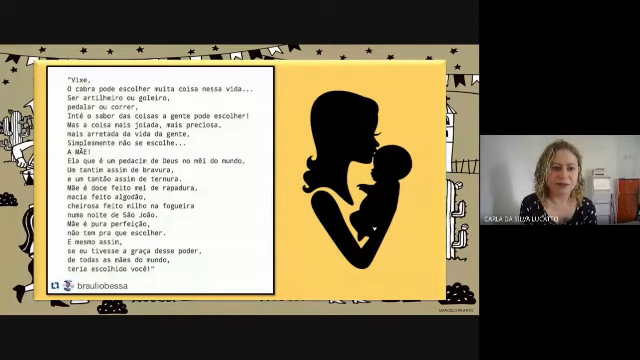 "Vixe,
O cabra pode escolher muita coisa nessa vida...
Ser artilheiro ou goleiro,
pedalar ou correr,
Inté o sabor das coisas a gente pode escolher!
Mas a coisa mais joiada, mais preciosa,
mais arretada da vida da gente,
Simplesmente não se escolhe...
A MÃE!
Ela que é um pedacim de Deus no mêi do mundo,
Um tantim assim de bravura,
e um tantão assim de ternura.
Mãe é doce feito mel de rapadura,
macia feito algodão,
cheirosa feito milho na fogueira
numa noite de São João.
Mãe é pura perfeição,
não tem pra que escolher.
E mesmo assim,
se eu tivesse a graça desse poder,
de todas as mães do mundo,
teria escolhido você!"
brauliobessa
CARLA DA SILVA LUCATTO